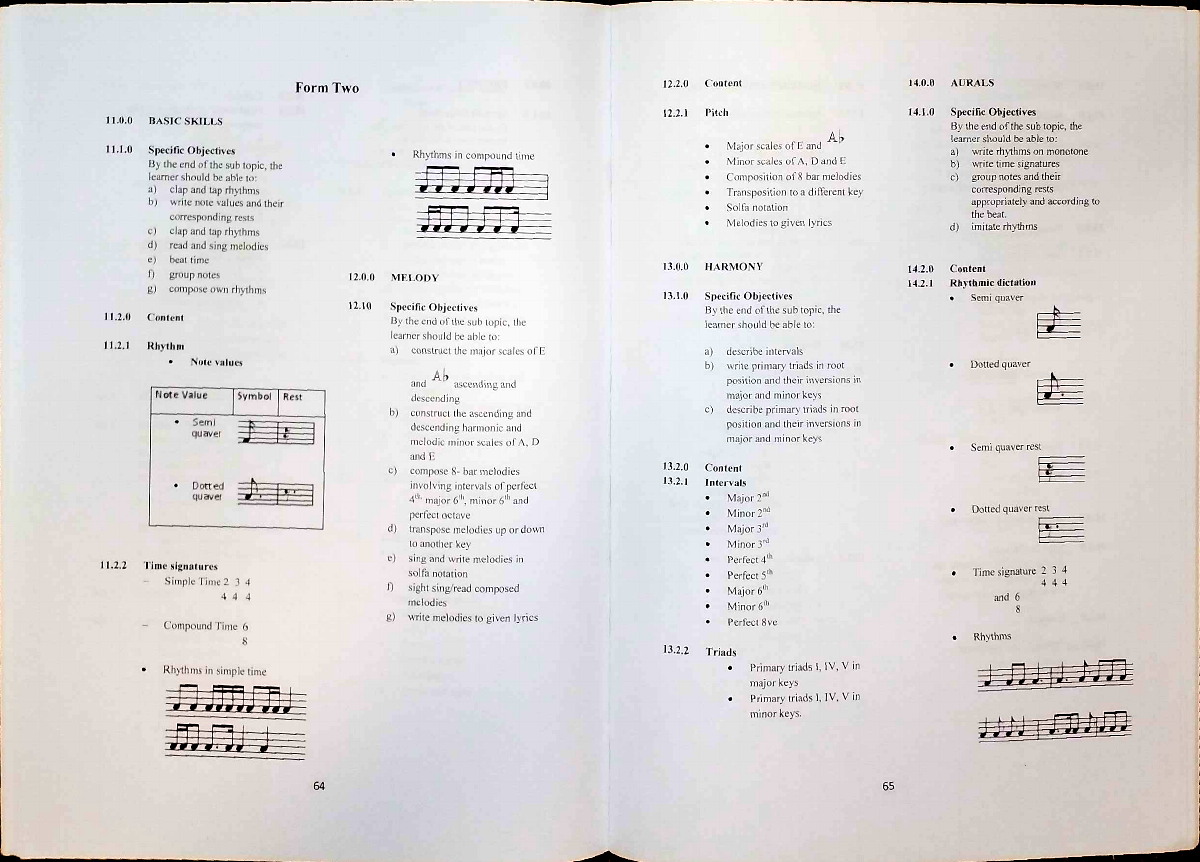 Form Two
11.0.0 BASIC SKILLS
11.1.0 Specific Objectives
By the end of the sub topic, the
learner should be able to:
a) clap and tap rhythms
b) write note values and their
corresponding rests
c) clap and tap rhythms
d) read and sing melodies
e) beat time
f) group notes
g) compose own rhythms
11.2.0 Content
11.2.1 Rhythm
• Note values
Note Value Symbol Rest
• Semi
quaver
• Dotted
quaver
11.2.2 Time signatures
– Simple Time 2 3 4
4 4 4
– Compound Time 6
8
• Rhythms in simple time
• Rhythms in compound time
12.0.0 MELODY
12.10 Specific Objectives
By the end of the sub topic, the
learner should be able to:
a) construct the major scales of E
and A♭ ascending and
descending
b) construct the ascending and
descending harmonic and
melodic minor scales of A, D
and E
c) compose 8- bar melodies
involving intervals of perfect
4th, major 6th, minor 6th and
perfect octave
d) transpose melodies up or down
to another key
e) sing and write melodies in
solfa notation
f) sight sing/read composed
melodies
g) write melodies to given lyrics
64
12.2.0 Content
12.2.1 Pitch
• Major scales of E and A♭
• Minor scales of A, D and E
• Composition of 8 bar melodies
• Transposition to a different key
• Solfa notation
• Melodies to given lyrics
13.0.0 HARMONY
13.1.0 Specific Objectives
By the end of the sub topic, the
learner should be able to:
a) describe intervals
b) write primary triads in root
position and their inversions in
major and minor keys
c) describe primary triads in root
position and their inversions in
major and minor keys
13.2.0 Content
13.2.1 Intervals
• Major 2nd
• Minor 2nd
• Major 3rd
• Minor 3rd
• Perfect 4th
• Perfect 5th
• Major 6th
• Minor 6th
• Perfect 8ve
13.2.2 Triads
• Primary triads I, IV, V in
major keys
• Primary triads I, IV, V in
minor keys.
14.0.0 AURALS
14.1.0 Specific Objectives
By the end of the sub topic, the
learner should be able to:
a) write rhythms on monotone
b) write time signatures
c) group notes and their
corresponding rests
appropriately and according to
the beat.
d) imitate rhythms
14.2.0 Content
14.2.1 Rhythmic dictation
• Semi quaver
• Dotted quaver
• Semi quaver rest
• Dotted quaver rest
• Time signature 2 3 4
4 4 4
and 6
8
• Rhythms
65